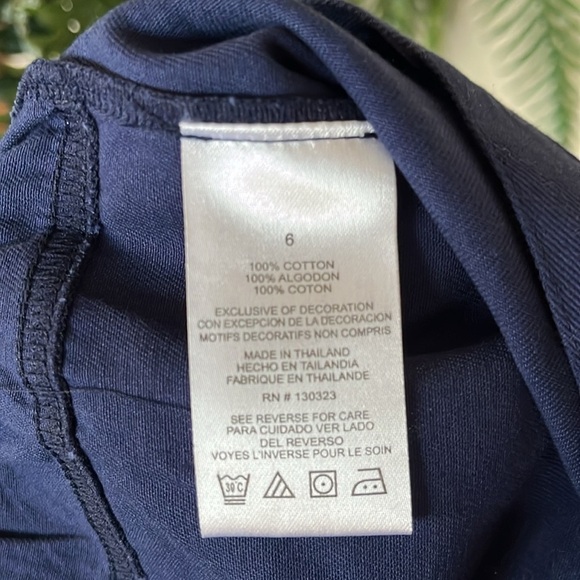 6
100% COTTON
100% ALGODON
100% COTON
EXCLUSIVE OF DECORATION
CON EXCEPCION DE LA DECORACION
MOTIFS DECORATIFS NON COMPRIS
MADE IN THAILAND
HECHO EN TAILANDIA
FABRIQUE EN THAILANDE
RN # 130323
SEE REVERSE FOR CARE
PARA CUIDADO VER LADO
DEL REVERSO
VOYES L'INVERSE POUR LE SOIN
30°C